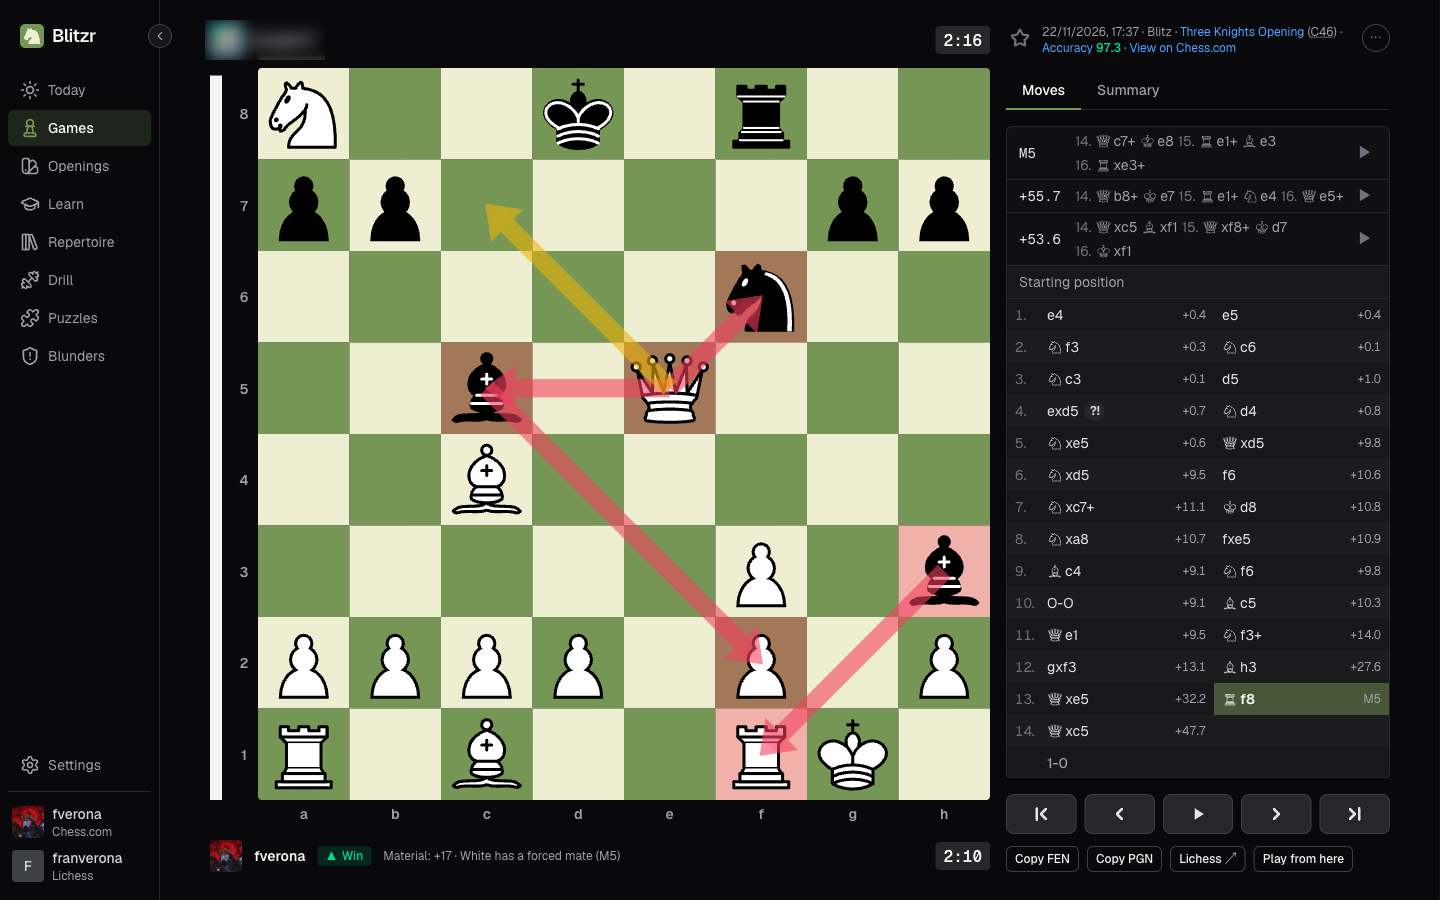 Blitzr
Today
Games
Openings
Learn
Repertoire
Drill
Puzzles
Blunders
Settings
fverona
Chess.com
F
franverona
Lichess
2:16
8
7
6
5
4
3
2
1
a b c d e f g h
fverona ▲ Win Material: +17 · White has a forced mate (M5)
2:10
22/11/2026, 17:37 · Blitz · Three Knights Opening (C46) ·
Accuracy 97.3 · View on Chess.com
Moves Summary
M5 14. ♕c7+ ♔e8 15. ♖e1+ ♗e3
16. ♖xe3+
+55.7 14. ♕b8+ ♔e7 15. ♖e1+ ♘e4 16. ♕e5+
+53.6 14. ♕xc5 ♗xf1 15. ♕xf8+ ♔d7
16. ♔xf1
Starting position
1. e4 +0.4 e5 +0.4
2. ♘f3 +0.3 ♘c6 +0.1
3. ♘c3 +0.1 d5 +1.0
4. exd5 ?! +0.7 ♘d4 +0.8
5. ♘xe5 +0.6 ♕xd5 +9.8
6. ♘xd5 +9.5 f6 +10.6
7. ♘xc7+ +11.1 ♔d8 +10.8
8. ♘xa8 +10.7 fxe5 +10.9
9. ♗c4 +9.1 ♘f6 +9.8
10. O-O +9.1 ♗c5 +10.3
11. ♕e1 +9.5 ♘f3+ +14.0
12. gxf3 +13.1 ♗h3 +27.6
13. ♕xe5 +32.2 ♖f8 M5
14. ♕xc5 +47.7
1-0
Copy FEN Copy PGN Lichess ↗ Play from here